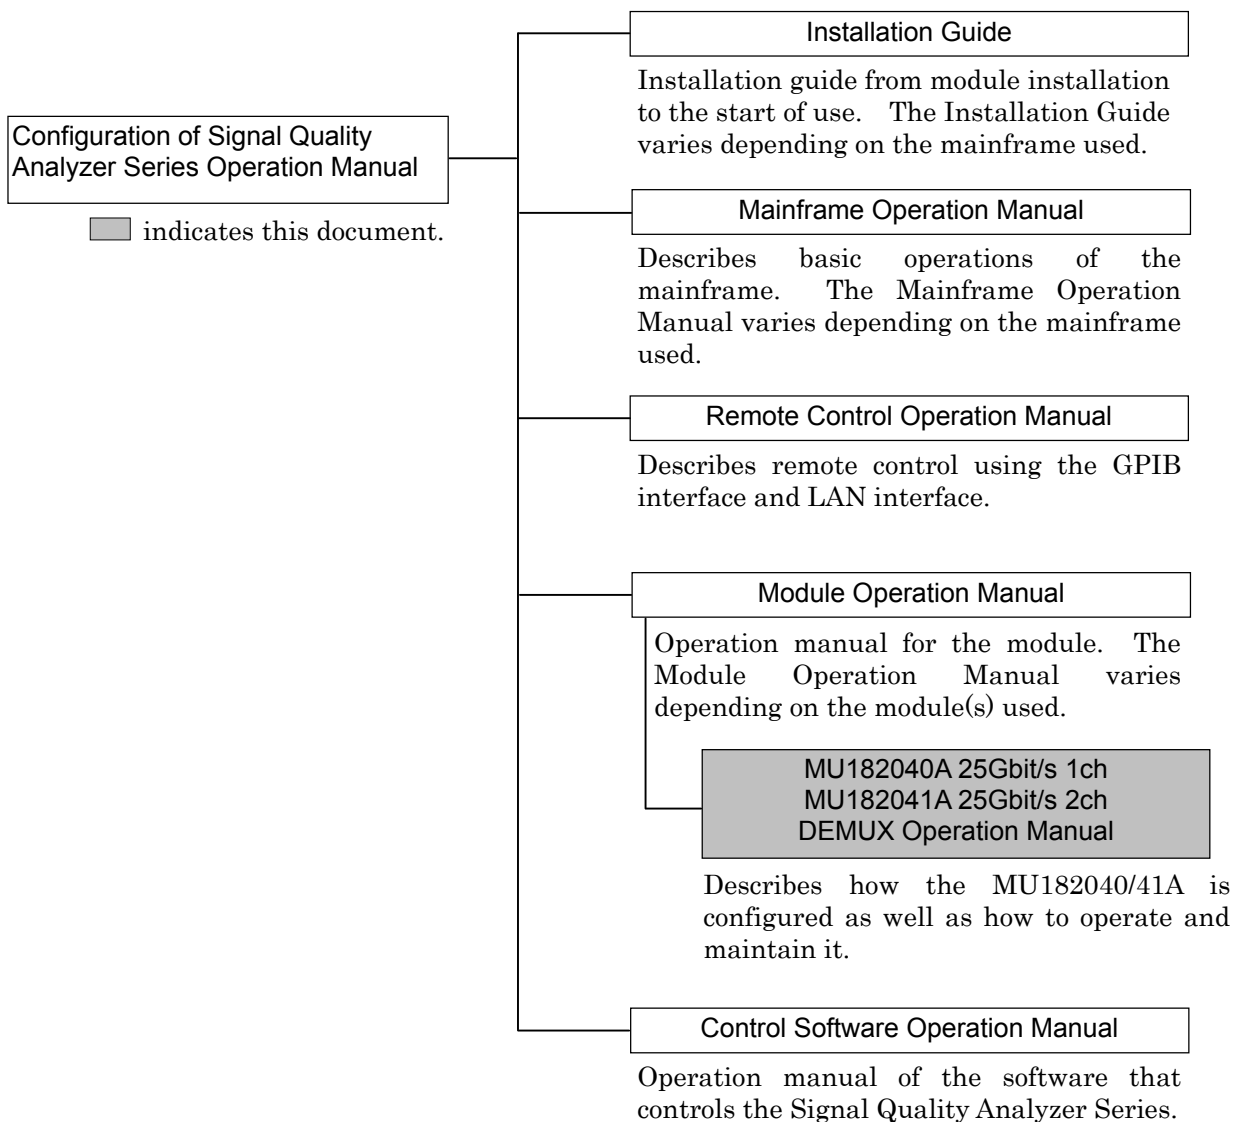 Installation Guide
Installation guide from module installation
to the start of use. The Installation Guide
varies depending on the mainframe used.
Configuration of Signal Quality
Analyzer Series Operation Manual
indicates this document.
Mainframe Operation Manual
Describes basic operations of the
mainframe. The Mainframe Operation
Manual varies depending on the mainframe
used.
Remote Control Operation Manual
Describes remote control using the GPIB
interface and LAN interface.
Module Operation Manual
Operation manual for the module. The
Module Operation Manual varies
depending on the module(s) used.
MU182040A 25Gbit/s 1ch
MU182041A 25Gbit/s 2ch
DEMUX Operation Manual
Describes how the MU182040/41A is
configured as well as how to operate and
maintain it.
Control Software Operation Manual
Operation manual of the software that
controls the Signal Quality Analyzer Series.